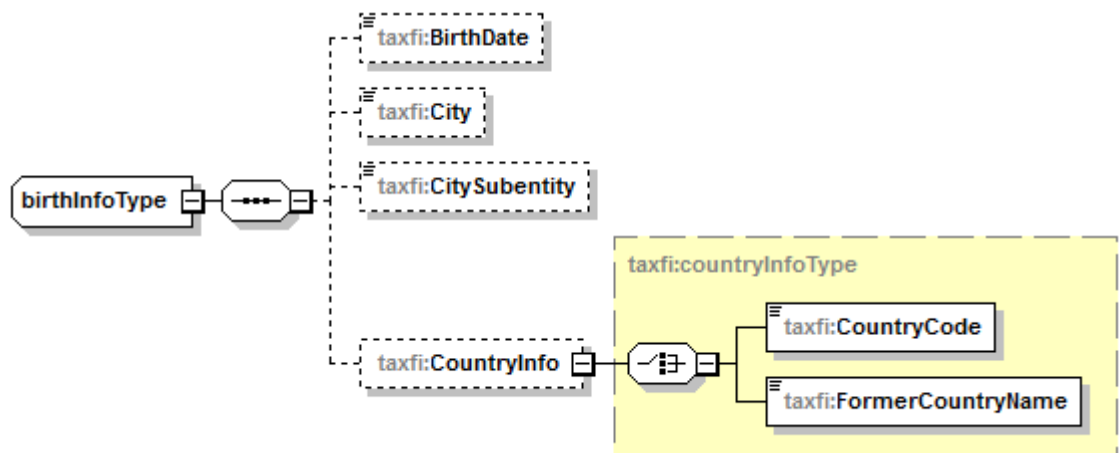 taxfi:BirthDate
taxfi:City
taxfi:CitySubentity
birthInfoType
taxfi:countryInfoType
taxfi:CountryCode
taxfi:CountryInfo
taxfi:FormerCountryName